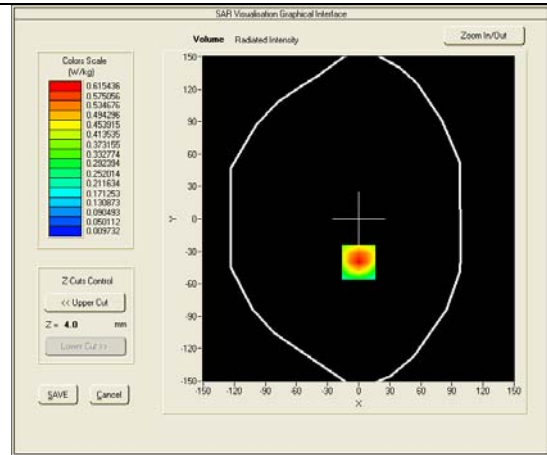 SAR Visualisation Graphical Interface
Volume Radiated Intensity
Zoom In/Out
Colors Scale
(W/kg)
0.615436
0.575056
0.534676
0.494296
0.453915
0.413535
0.373155
0.332774
0.292394
0.252014
0.211634
0.171253
0.130873
0.090493
0.050112
0.009732
Z Cuts Control
<< Upper Cut
Z = 4.0 mm
Lower Cut >>
SAVE
Cancel
150
120
90
60
30
0
-30
-60
-90
-120
-150
Y
-150 -120 -90 -60 -30 0 30 60 90 120 150
X